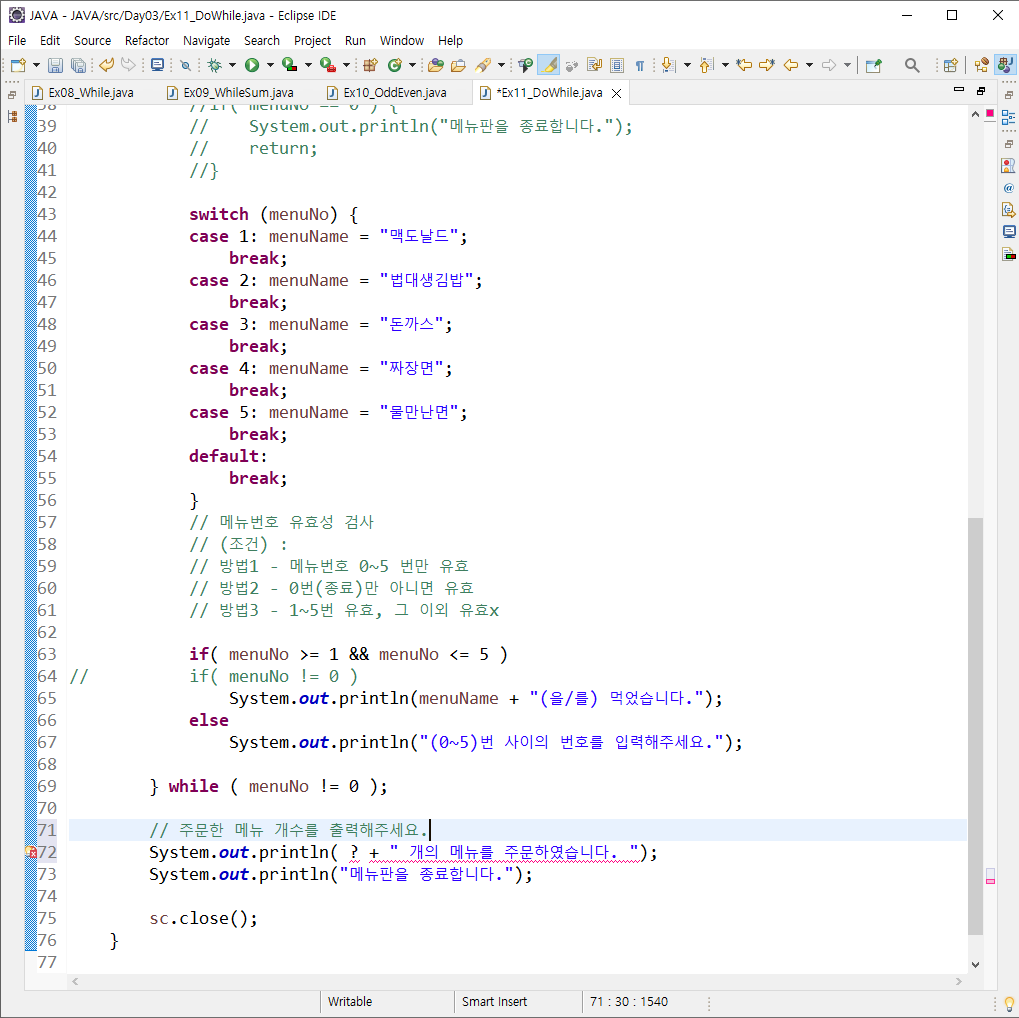 JAVA - JAVA/src/Day03/Ex11_DoWhile.java - Eclipse IDE
File Edit Source Refactor Navigate Search Project Run Window Help
Ex08_While.java Ex09_WhileSum.java Ex10_OddEven.java *Ex11_DoWhile.java
38 //if( menuNo == 0 ) {
39 // System.out.println("메뉴판을 종료합니다.");
40 // return;
41 //}
42
43 switch (menuNo) {
44 case 1: menuName = "맥도날드";
45 break;
46 case 2: menuName = "법대생김밥";
47 break;
48 case 3: menuName = "돈까스";
49 break;
50 case 4: menuName = "짜장면";
51 break;
52 case 5: menuName = "물만난면";
53 break;
54 default:
55 break;
56 }
57 // 메뉴번호 유효성 검사
58 // (조건) :
59 // 방법1 - 메뉴번호 0~5 번만 유효
60 // 방법2 - 0번(종료)만 아니면 유효
61 // 방법3 - 1~5번 유효, 그 이외 유효x
62
63 if( menuNo >= 1 && menuNo <= 5 )
64 // if( menuNo != 0 )
65 System.out.println(menuName + "(을/를) 먹었습니다.");
66 else
67 System.out.println("(0~5)번 사이의 번호를 입력해주세요.");
68
69 } while ( menuNo != 0 );
70
71 // 주문한 메뉴 개수를 출력해주세요.
72 System.out.println( ? + " 개의 메뉴를 주문하였습니다. ");
73 System.out.println("메뉴판을 종료합니다.");
74
75 sc.close();
76 }
77
Writable Smart Insert 71 : 30 : 1540